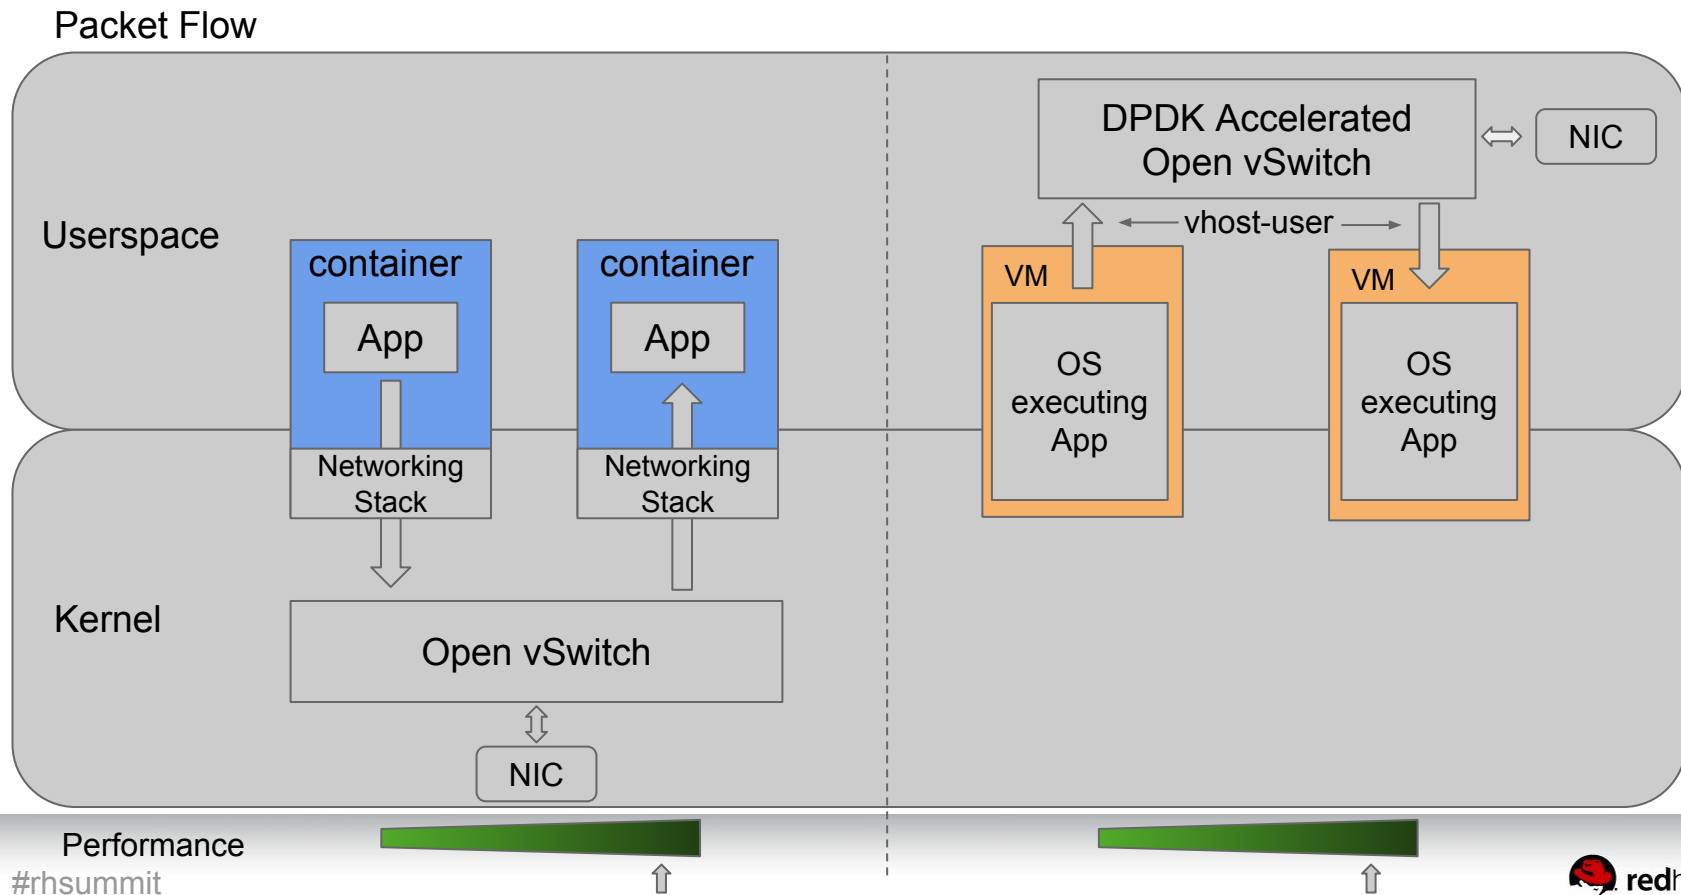 Packet Flow
DPDK Accelerated
Open vSwitch
NIC
vhost-user
Userspace
container
container
App
App
VM
VM
OS
executing
App
OS
executing
App
Networking
Stack
Networking
Stack
Kernel
Open vSwitch
NIC
Performance
#rhsummit
redh